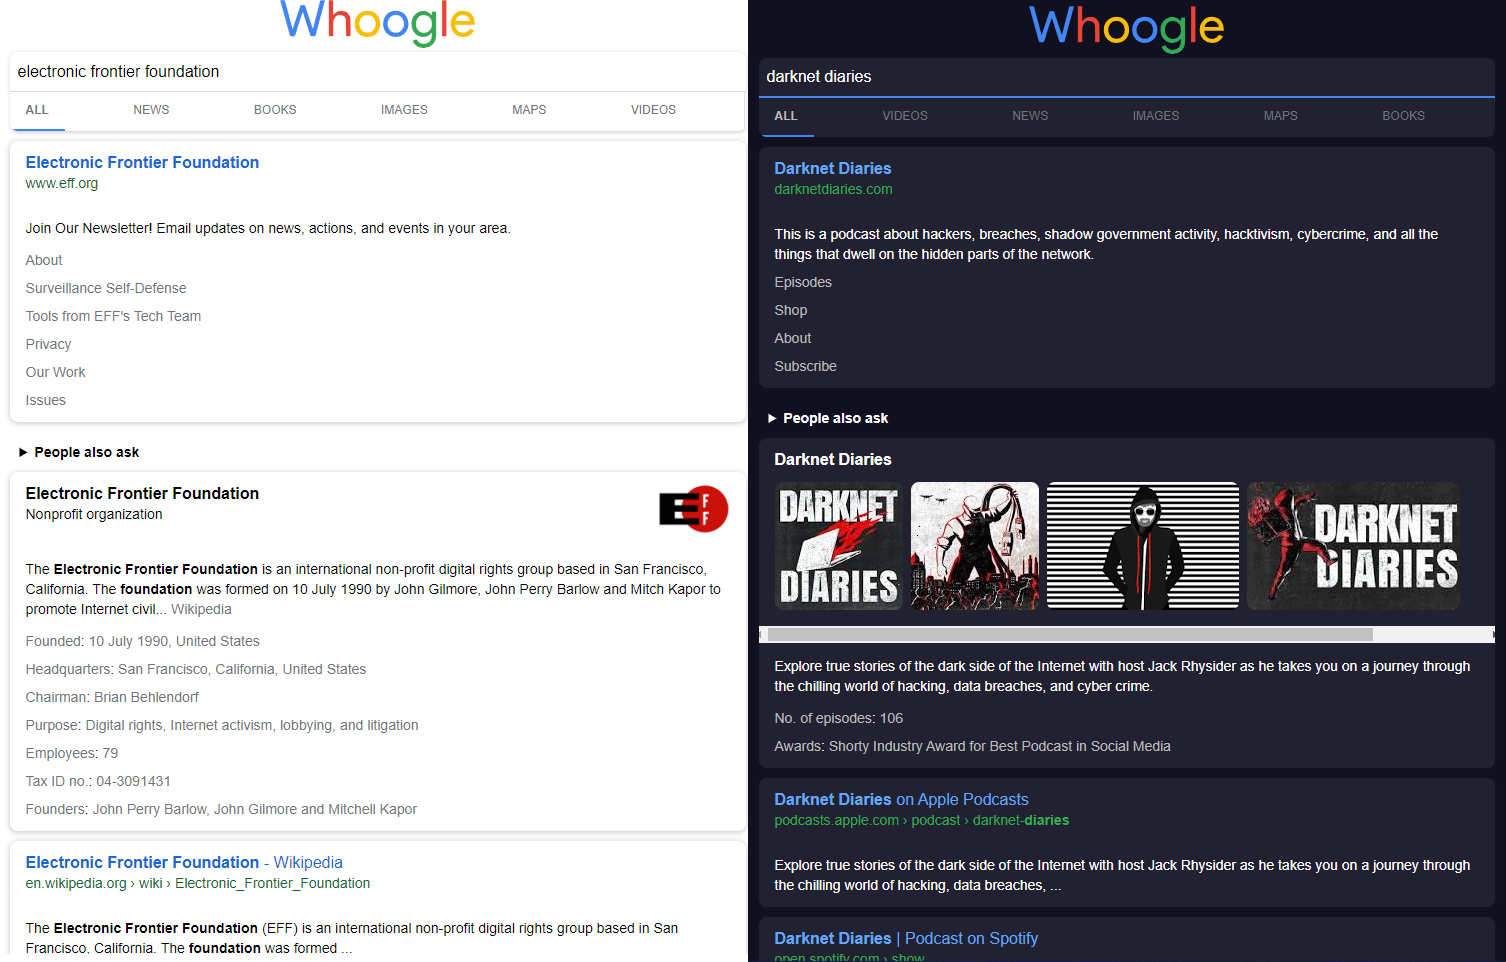 Whoogle
electronic frontier foundation
ALL NEWS BOOKS IMAGES MAPS VIDEOS
Electronic Frontier Foundation
www.eff.org
Join Our Newsletter! Email updates on news, actions, and events in your area.
About
Surveillance Self-Defense
Tools from EFF's Tech Team
Privacy
Our Work
Issues
People also ask
Electronic Frontier Foundation
Nonprofit organization
EFF
The Electronic Frontier Foundation is an international non-profit digital rights group based in San Francisco,
California. The foundation was formed on 10 July 1990 by John Gilmore, John Perry Barlow and Mitch Kapor to
promote Internet civil... Wikipedia
Founded: 10 July 1990, United States
Headquarters: San Francisco, California, United States
Chairman: Brian Behlendorf
Purpose: Digital rights, Internet activism, lobbying, and litigation
Employees: 79
Tax ID no.: 04-3091431
Founders: John Perry Barlow, John Gilmore and Mitchell Kapor
Electronic Frontier Foundation - Wikipedia
en.wikipedia.org › wiki › Electronic_Frontier_Foundation
The Electronic Frontier Foundation (EFF) is an international non-profit digital rights group based in San
Francisco, California. The foundation was formed ...
Whoogle
darknet diaries
ALL VIDEOS NEWS IMAGES MAPS BOOKS
Darknet Diaries
darknetdiaries.com
This is a podcast about hackers, breaches, shadow government activity, hacktivism, cybercrime, and all the
things that dwell on the hidden parts of the network.
Episodes
Shop
About
Subscribe
People also ask
Darknet Diaries
DARKNET
DIARIES
DARKNET
DIARIES
Explore true stories of the dark side of the Internet with host Jack Rhysider as he takes you on a journey through
the chilling world of hacking, data breaches, and cyber crime.
No. of episodes: 106
Awards: Shorty Industry Award for Best Podcast in Social Media
Darknet Diaries on Apple Podcasts
podcasts.apple.com › podcast › darknet-diaries
Explore true stories of the dark side of the Internet with host Jack Rhysider as he takes you on a journey through
the chilling world of hacking, data breaches, ...
Darknet Diaries | Podcast on Spotify
open.spotify.com › show